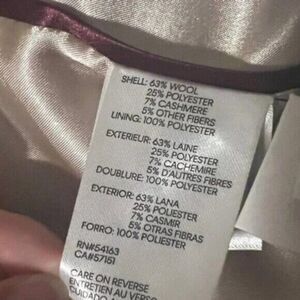 SHELL: 63% WOOL
25% POLYESTER
7% CASHMERE
5% OTHER FIBERS
LINING: 100% POLYESTER
EXTERIEUR: 63% LAINE
25% POLYESTER
7% CACHEMIRE
5% D'AUTRES FIBRES
DOUBLURE: 100% POLYESTER
EXTERIOR: 63% LANA
25% POLIESTER
7% CASMIR
5% OTRAS FIBRAS
FORRO: 100% POLIESTER
RN#54163
CA#57151
CARE ON REVERSE
ENTRETIEN AU VERSO
CUIDADO